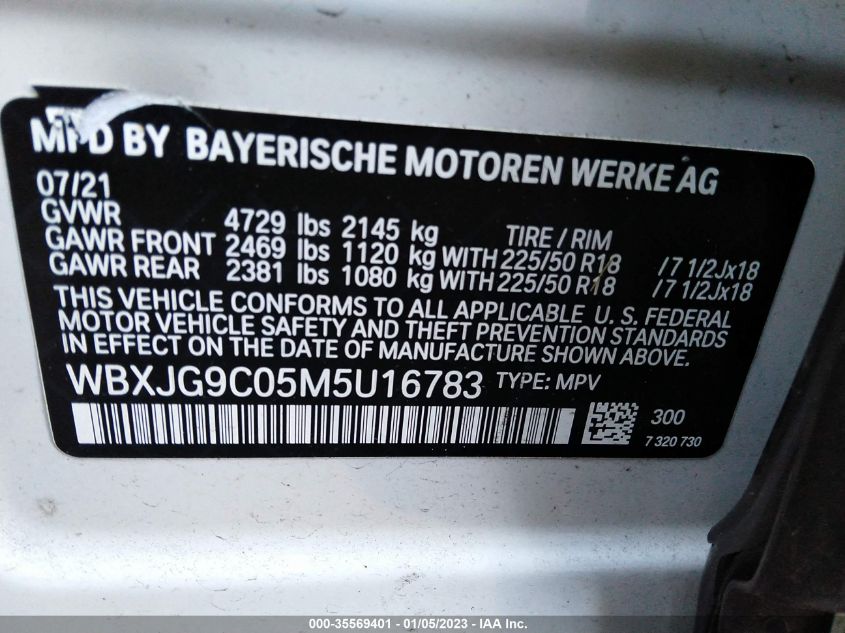 MFD BY BAYERISCHE MOTOREN WERKE AG
07/21
GVWR 4729 lbs 2145 kg TIRE / RIM
GAWR FRONT 2469 lbs 1120 kg WITH 225/50 R18 /7 1/2Jx18
GAWR REAR 2381 lbs 1080 kg WITH 225/50 R18 /7 1/2Jx18
THIS VEHICLE CONFORMS TO ALL APPLICABLE U. S. FEDERAL
MOTOR VEHICLE SAFETY AND THEFT PREVENTION STANDARDS
IN EFFECT ON THE DATE OF MANUFACTURE SHOWN ABOVE.
WBXJG9C05M5U16783 TYPE: MPV
300
7 320 730
000-35569401 - 01/05/2023 - IAA Inc.